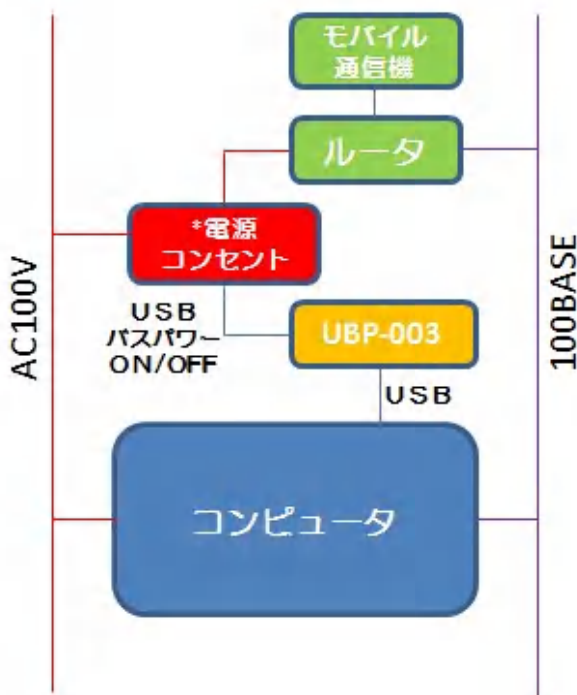 モバイル
通信機
ルータ
*電源
コンセント
AC100V
100BASE
USB
バスパワー
ON/OFF
UBP-003
USB
コンピュータ